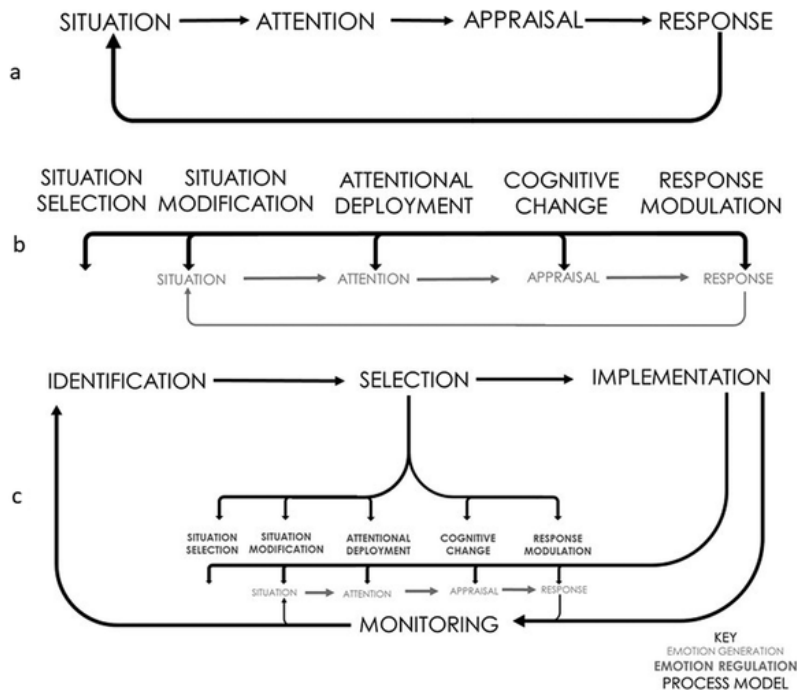 SITUATION ATTENTION APPRAISAL RESPONSE
a
SITUATION SITUATION ATTENTIONAL COGNITIVE RESPONSE
SELECTION MODIFICATION DEPLOYMENT CHANGE MODULATION
b
SITUATION ATTENTION APPRAISAL RESPONSE
IDENTIFICATION SELECTION IMPLEMENTATION
c
SITUATION SITUATION ATTENTIONAL COGNITIVE RESPONSE
SELECTION MODIFICATION DEPLOYMENT CHANGE MODULATION
SITUATION ATTENTION APPRAISAL RESPONSE
MONITORING
KEY
EMOTION GENERATION
EMOTION REGULATION
PROCESS MODEL